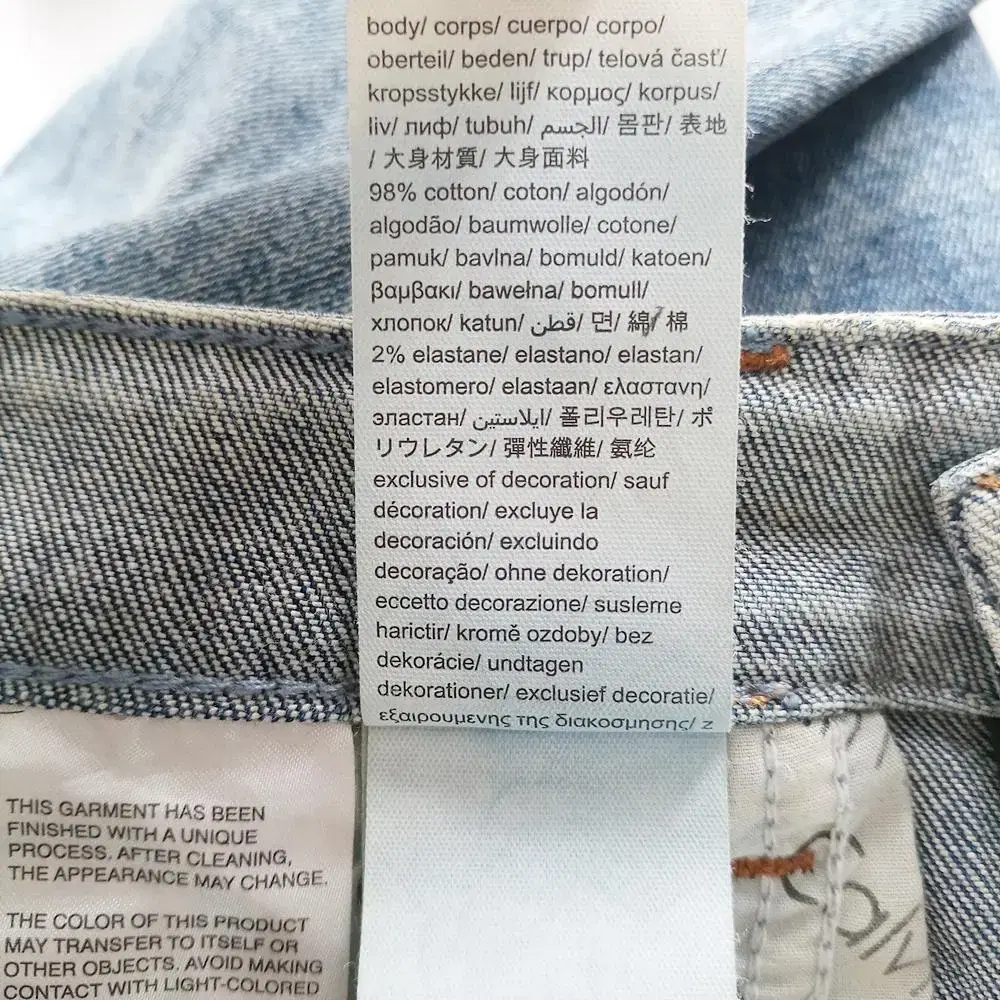 body/ corps/ cuerpo/ corpo/
oberteil/ beden/ trup/ telová časť/
kropsstykke/ lijf/ κορμος/ korpus/
liv/ лиф/ tubuh/ الجسم/ 몸판/ 表地
/ 大身材質/ 大身面料
98% cotton/ coton/ algodón/
algodão/ baumwolle/ cotone/
pamuk/ bavlna/ bomuld/ katoen/
βαμβακι/ bawełna/ bomull/
хлопок/ katun/ قطن/ 면/ 綿/ 棉
2% elastane/ elastano/ elastan/
elastomero/ elastaan/ ελαστανη/
эластан/ ايلاستين/ 폴리우레탄/ ポ
リウレタン/ 彈性纖維/ 氨纶
exclusive of decoration/ sauf
décoration/ excluye la
decoración/ excluindo
decoração/ ohne dekoration/
eccetto decorazione/ susleme
harictir/ kromě ozdoby/ bez
dekorácie/ undtagen
dekorationer/ exclusief decoratie/
εξαιρουμενης της διακοσμησης/ z
THIS GARMENT HAS BEEN
FINISHED WITH A UNIQUE
PROCESS. AFTER CLEANING,
THE APPEARANCE MAY CHANGE.
THE COLOR OF THIS PRODUCT
MAY TRANSFER TO ITSELF OR
OTHER OBJECTS. AVOID MAKING
CONTACT WITH LIGHT-COLORED